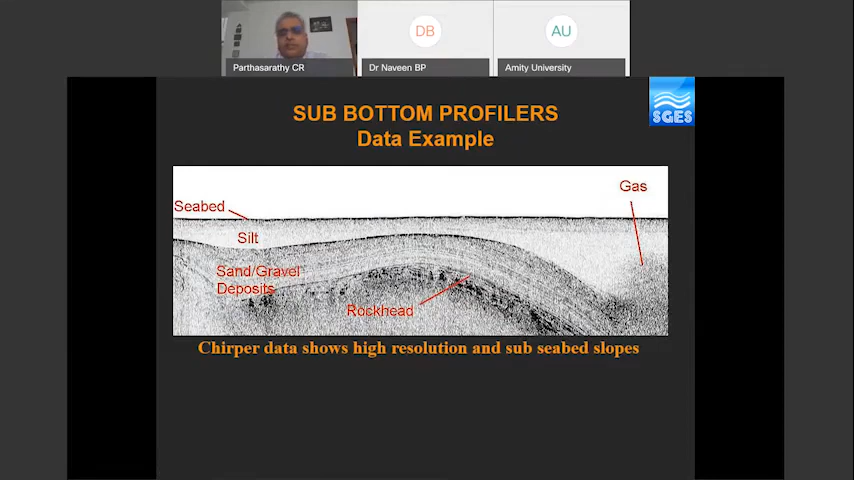 DB
AU
Parthasarathy CR
Dr Naveen BP
Amity University
SUB BOTTOM PROFILERS
Data Example
SGES
Gas
Seabed
Silt
Sand/Gravel
Deposits
Rockhead
Chirper data shows high resolution and sub seabed slopes